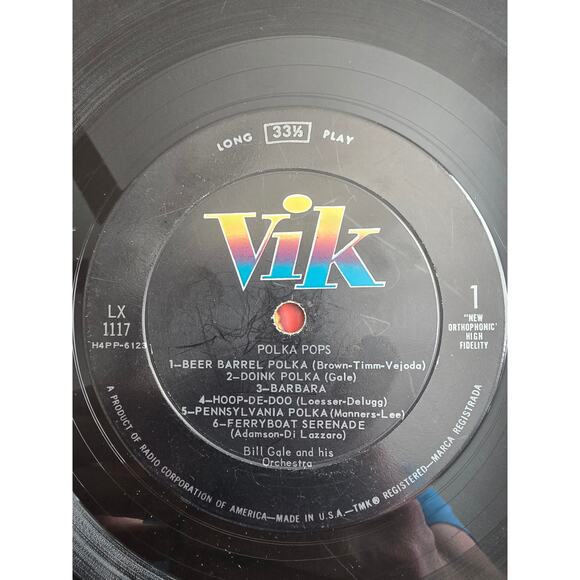 LONG 33⅓ PLAY
Vik
LX
1117
H4PP-6123
1
"NEW
ORTHOPHONIC"
HIGH
FIDELITY
POLKA POPS
1—BEER BARREL POLKA (Brown-Timm-Vejoda)
2—DOINK POLKA (Gale)
3—BARBARA
4—HOOP-DE-DOO (Loesser-Delugg)
5—PENNSYLVANIA POLKA (Manners-Lee)
6—FERRYBOAT SERENADE
(Adamson-Di Lazzaro)
Bill Gale and his
Orchestra
A PRODUCT OF RADIO CORPORATION OF AMERICA—MADE IN U.S.A.—TMK ® REGISTERED—MARCA REGISTRADA